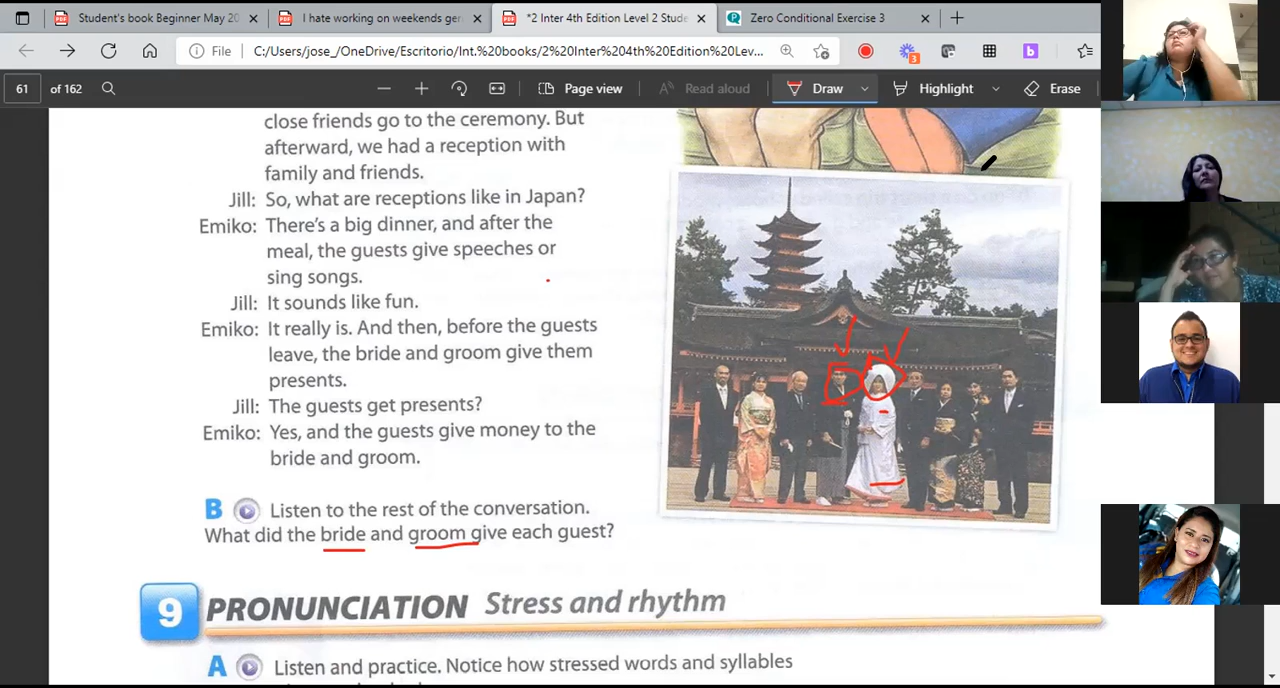 Student's book Beginner May 20
I hate working on weekends ger
*2 Inter 4th Edition Level 2 Stude
Zero Conditional Exercise 3
File
C:/Users/jose_/OneDrive/Escritorio/Int.%20books/2%20Inter%204th%20Edition%20Lev...
3
b
61 of 162
Page view
Read aloud
Draw
Highlight
Erase
close friends go to the ceremony. But
afterward, we had a reception with
family and friends.
Jill: So, what are receptions like in Japan?
Emiko: There's a big dinner, and after the
meal, the guests give speeches or
sing songs.
Jill: It sounds like fun.
Emiko: It really is. And then, before the guests
leave, the bride and groom give them
presents.
Jill: The guests get presents?
Emiko: Yes, and the guests give money to the
bride and groom.
B Listen to the rest of the conversation.
What did the bride and groom give each guest?
9 PRONUNCIATION Stress and rhythm
A Listen and practice. Notice how stressed words and syllables